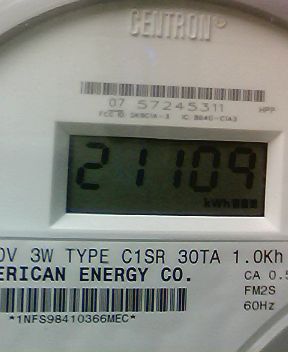 CENTRON
07 57245311 HPP
FCC ID SK9C1A-3 IC: 864G-C1A3
21109
kWh
0V 3W TYPE C1SR 30TA 1.0Kh
ERICAN ENERGY CO. CA 0.5
FM2S
*1NFS98410366MEC* 60Hz